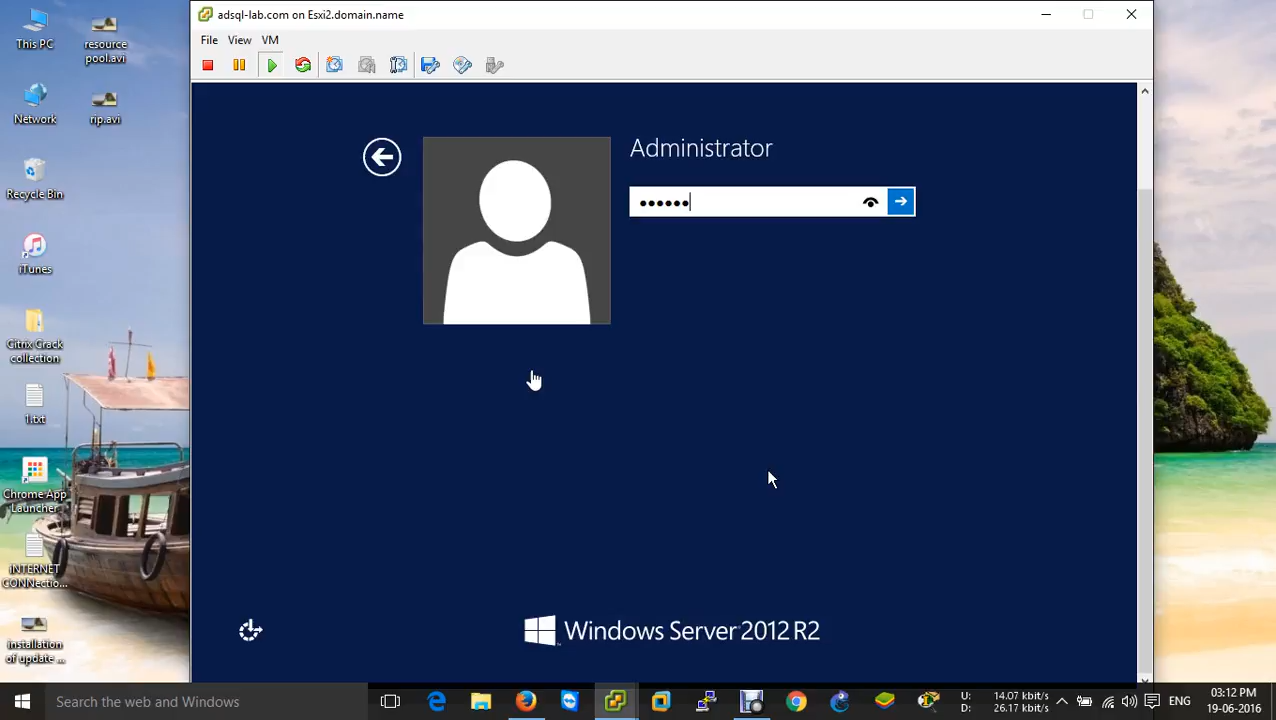 adsql-lab.com on Esxi2.domain.name
File View VM
This PC
resource
pool.avi
Network
rip.avi
Recycle Bin
iTunes
Citrix Crack
collection
1.txt
Chrome App
Launcher
iNTERNET
CONNectio...
installation
of update ...
Administrator
Windows Server 2012 R2
Search the web and Windows
U: 14.07 kbit/s
D: 26.17 kbit/s
ENG
03:12 PM
19-06-2016